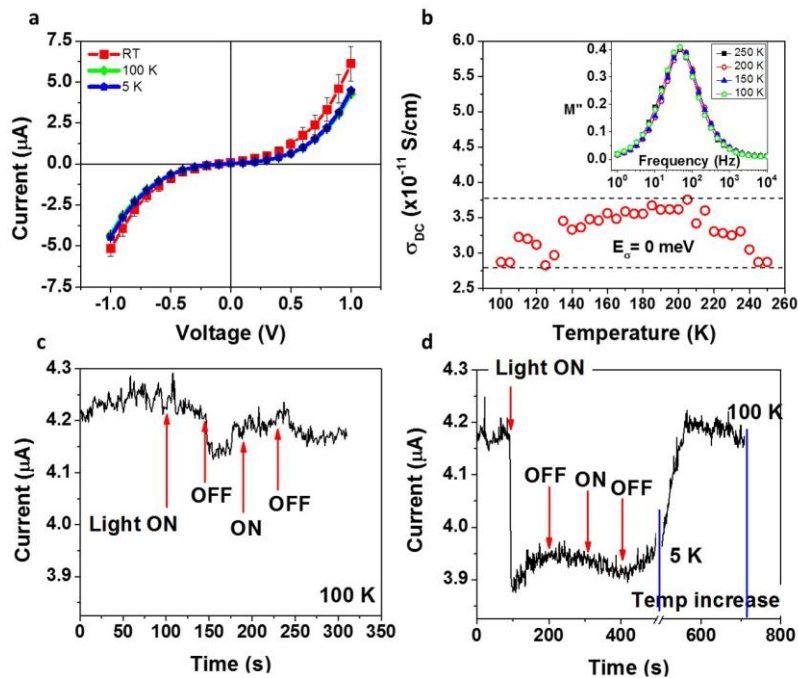 a
RT
100 K
5 K
7.5
5.0
2.5
0.0
-2.5
-5.0
-7.5
Current (μA)
-1.0 -0.5 0.0 0.5 1.0
Voltage (V)
b
6.0
5.5
5.0
4.5
4.0
3.5
3.0
2.5
σDC (x10-11 S/cm)
0.4
0.3
0.2
0.1
0.0
M"
250 K
200 K
150 K
100 K
Frequency (Hz)
10⁰ 10¹ 10² 10³ 10⁴
Eσ= 0 meV
100 120 140 160 180 200 220 240 260
Temperature (K)
c
4.3
4.2
4.1
4.0
3.9
Current (μA)
Light ON
OFF
ON
OFF
100 K
0 50 100 150 200 250 300 350
Time (s)
d
4.3
4.2
4.1
4.0
3.9
Current (μA)
Light ON
100 K
OFF
ON
OFF
5 K
Temp increase
0 200 400 600 800
Time (s)